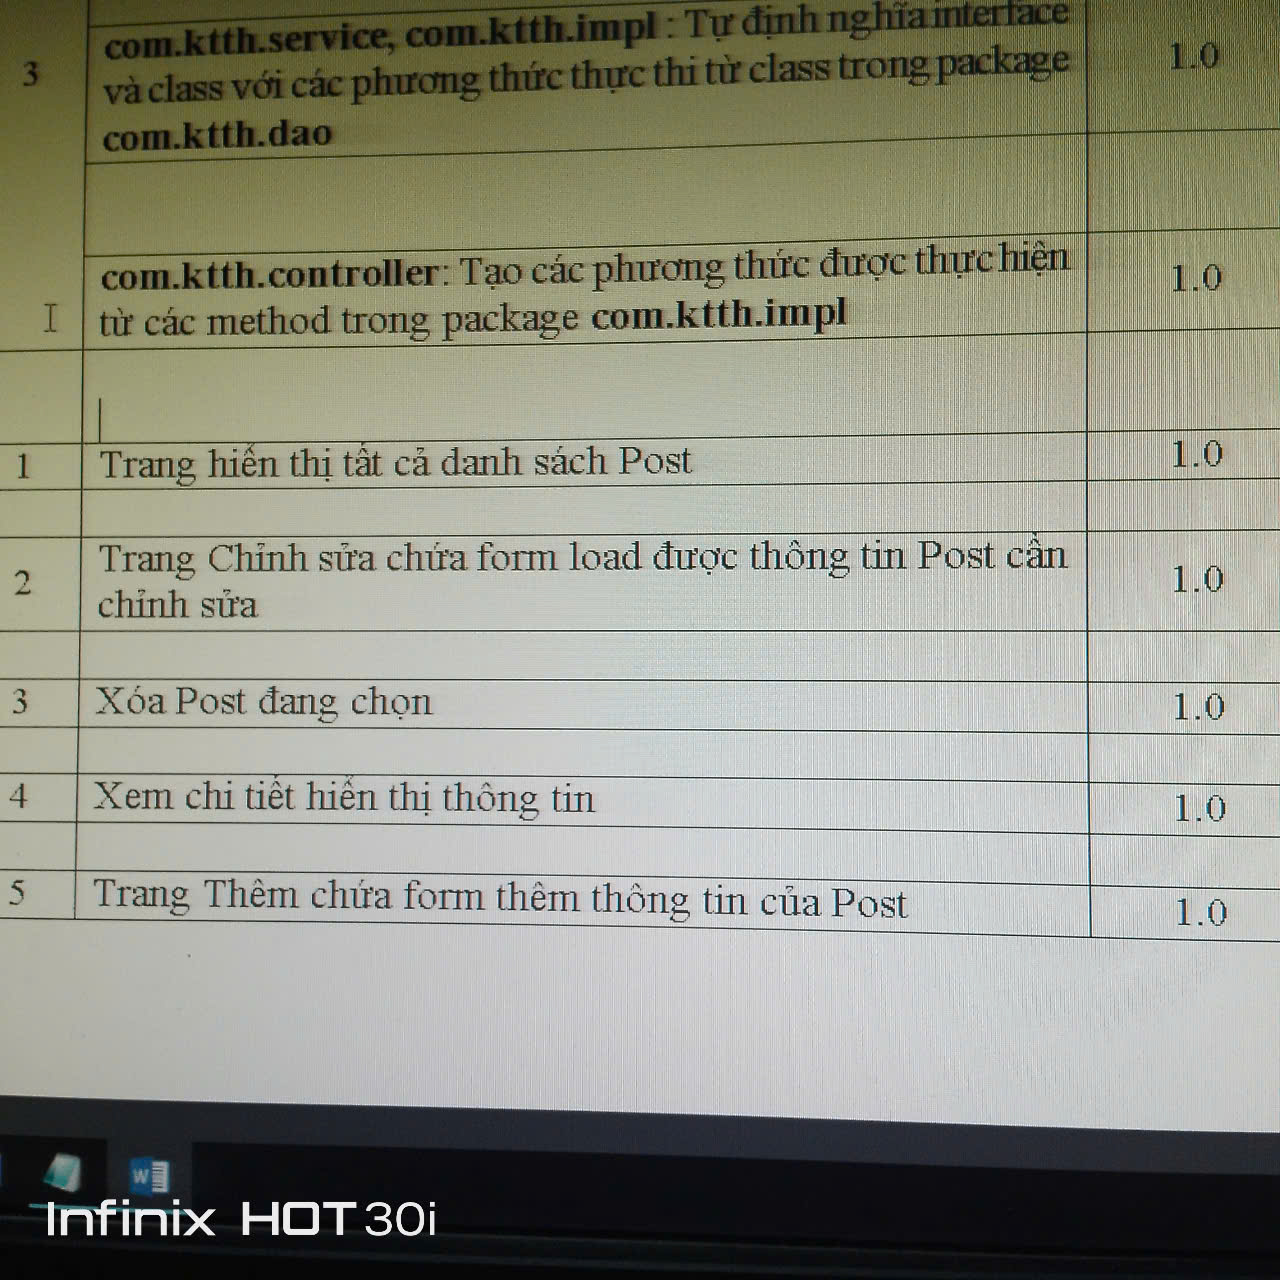 com.ktth.service, com.ktth.impl : Tự định nghĩa interface
3
và class với các phương thức thực thi từ class trong package
1.0
com.ktth.dao
com.ktth.controller: Tạo các phương thức được thực hiện
từ các method trong package com.ktth.impl
1.0
1 Trang hiển thị tất cả danh sách Post 1.0
Trang Chỉnh sửa chứa form load được thông tin Post cần
2
chỉnh sửa
1.0
3 Xóa Post đang chọn 1.0
4 Xem chi tiết hiển thị thông tin 1.0
5 Trang Thêm chứa form thêm thông tin của Post 1.0
W
Infinix HOT 30i